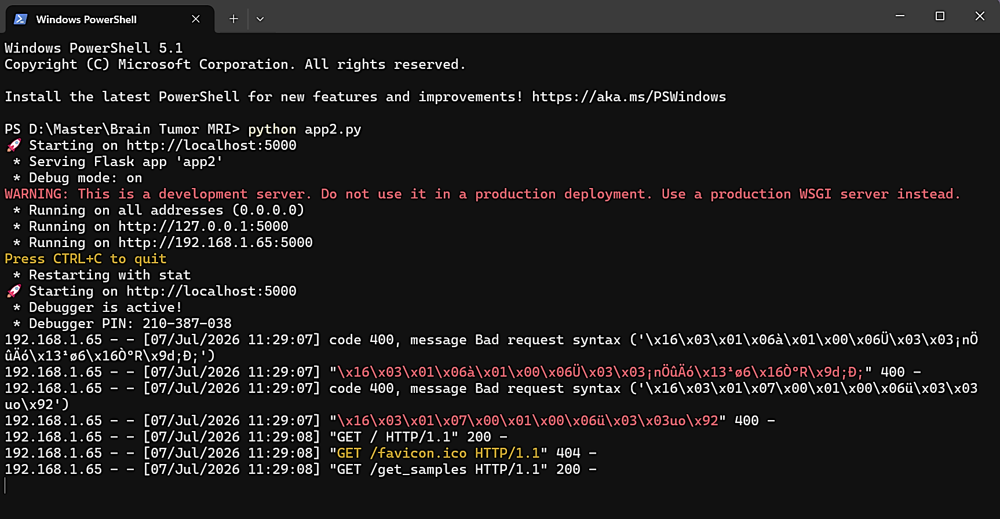 Windows PowerShell
Windows PowerShell 5.1
Copyright (C) Microsoft Corporation. All rights reserved.
Install the latest PowerShell for new features and improvements! https://aka.ms/PSWindows
PS D:\Master\Brain Tumor MRI> python app2.py
🚀 Starting on http://localhost:5000
 * Serving Flask app 'app2'
 * Debug mode: on
WARNING: This is a development server. Do not use it in a production deployment. Use a production WSGI server instead.
 * Running on all addresses (0.0.0.0)
 * Running on http://127.0.0.1:5000
 * Running on http://192.168.1.65:5000
Press CTRL+C to quit
 * Restarting with stat
🚀 Starting on http://localhost:5000
 * Debugger is active!
 * Debugger PIN: 210-387-038
192.168.1.65 - - [07/Jul/2026 11:29:07] code 400, message Bad request syntax ('\x16\x03\x01\x06à\x01\x00\x06Ü\x03\x03¡nÖ
ûÄó\x13¹ø6\x16Ò°R\x9d;Ð;')
192.168.1.65 - - [07/Jul/2026 11:29:07] "\x16\x03\x01\x06à\x01\x00\x06Ü\x03\x03¡nÖûÄó\x13¹ø6\x16Ò°R\x9d;Ð;" 400 -
192.168.1.65 - - [07/Jul/2026 11:29:07] code 400, message Bad request syntax ('\x16\x03\x01\x07\x00\x01\x00\x06ü\x03\x03
uo\x92')
192.168.1.65 - - [07/Jul/2026 11:29:07] "\x16\x03\x01\x07\x00\x01\x00\x06ü\x03\x03uo\x92" 400 -
192.168.1.65 - - [07/Jul/2026 11:29:08] "GET / HTTP/1.1" 200 -
192.168.1.65 - - [07/Jul/2026 11:29:08] "GET /favicon.ico HTTP/1.1" 404 -
192.168.1.65 - - [07/Jul/2026 11:29:08] "GET /get_samples HTTP/1.1" 200 -